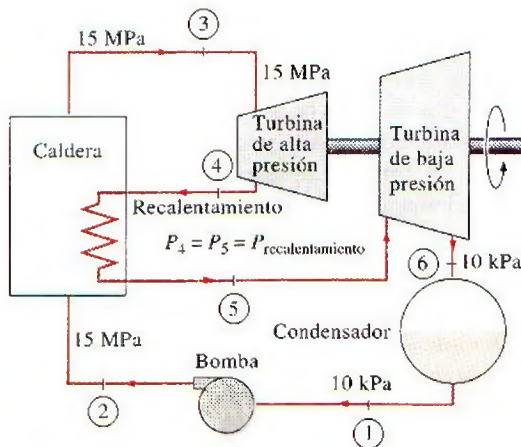 3
15 MPa
15 MPa
Turbina
de alta
presión
Turbina
de baja
presión
Caldera
4
Recalentamiento
P4 = P5 = Precalentamiento
5
6
10 kPa
Condensador
15 MPa
Bomba
10 kPa
2
1